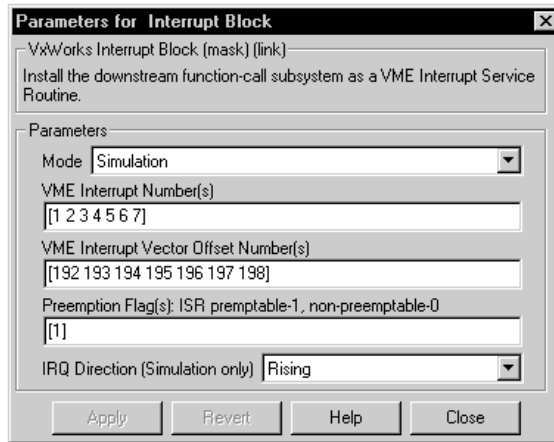 Parameters for Interrupt Block
VxWorks Interrupt Block (mask) (link)
Install the downstream function-call subsystem as a VME Interrupt Service
Routine.
Parameters
Mode Simulation
VME Interrupt Number(s)
[1 2 3 4 5 6 7]
VME Interrupt Vector Offset Number(s)
[192 193 194 195 196 197 198]
Preemption Flag(s): ISR premptable-1, non-preemptable-0
[1]
IRQ Direction (Simulation only) Rising
Apply Revert Help Close